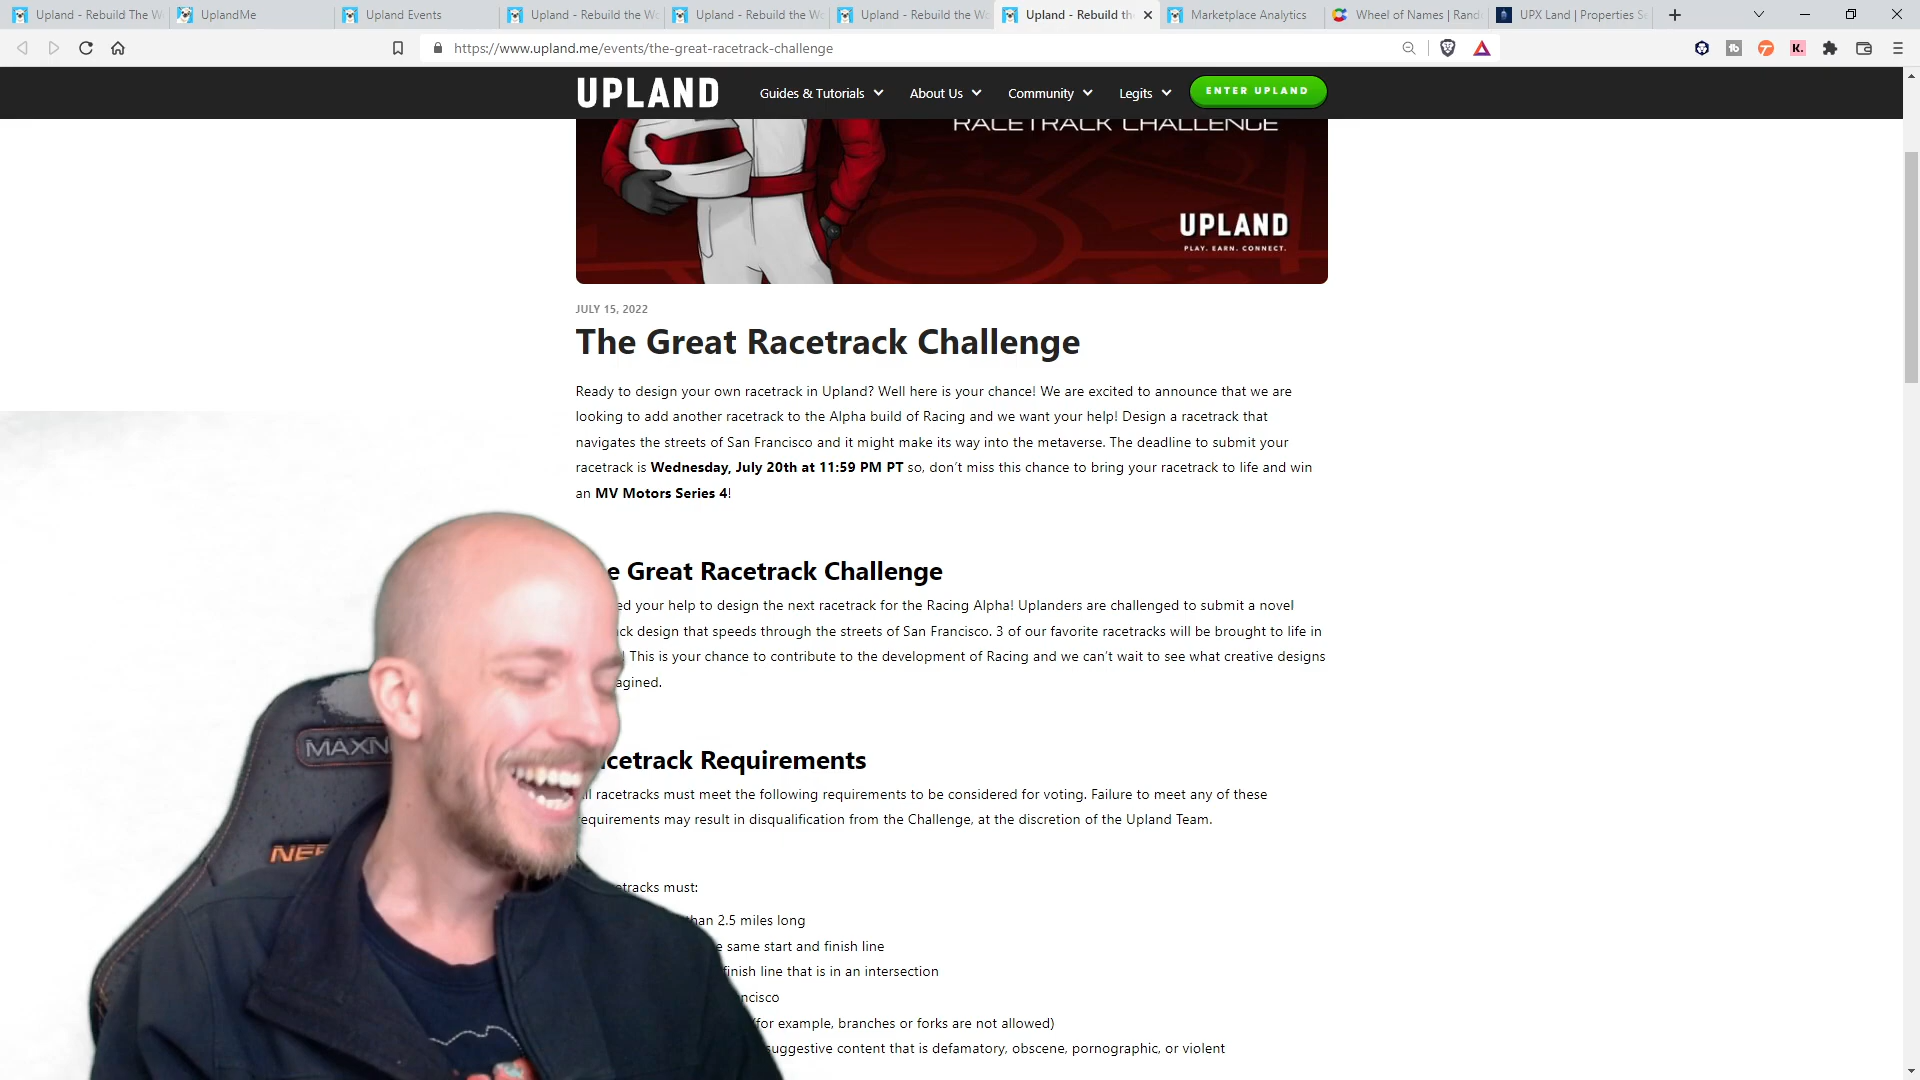 Upland - Rebuild The W
UplandMe
Upland Events
Upland - Rebuild the Wo
Upland - Rebuild the Wo
Upland - Rebuild the Wo
Upland - Rebuild th
Marketplace Analytics
Wheel of Names | Rand
UPX Land | Properties Se
https://www.upland.me/events/the-great-racetrack-challenge
K.
UPLAND
Guides & Tutorials
About Us
Community
Legits
ENTER UPLAND
RACETRACK CHALLENGE
UPLAND
PLAY. EARN. CONNECT.
JULY 15, 2022
The Great Racetrack Challenge
Ready to design your own racetrack in Upland? Well here is your chance! We are excited to announce that we are
looking to add another racetrack to the Alpha build of Racing and we want your help! Design a racetrack that
navigates the streets of San Francisco and it might make its way into the metaverse. The deadline to submit your
racetrack is Wednesday, July 20th at 11:59 PM PT so, don't miss this chance to bring your racetrack to life and win
an MV Motors Series 4!
e Great Racetrack Challenge
ed your help to design the next racetrack for the Racing Alpha! Uplanders are challenged to submit a novel
ck design that speeds through the streets of San Francisco. 3 of our favorite racetracks will be brought to life in
! This is your chance to contribute to the development of Racing and we can't wait to see what creative designs
agined.
cetrack Requirements
ll racetracks must meet the following requirements to be considered for voting. Failure to meet any of these
equirements may result in disqualification from the Challenge, at the discretion of the Upland Team.
etracks must:
han 2.5 miles long
e same start and finish line
finish line that is in an intersection
ncisco
(for example, branches or forks are not allowed)
suggestive content that is defamatory, obscene, pornographic, or violent
MAXN
NE